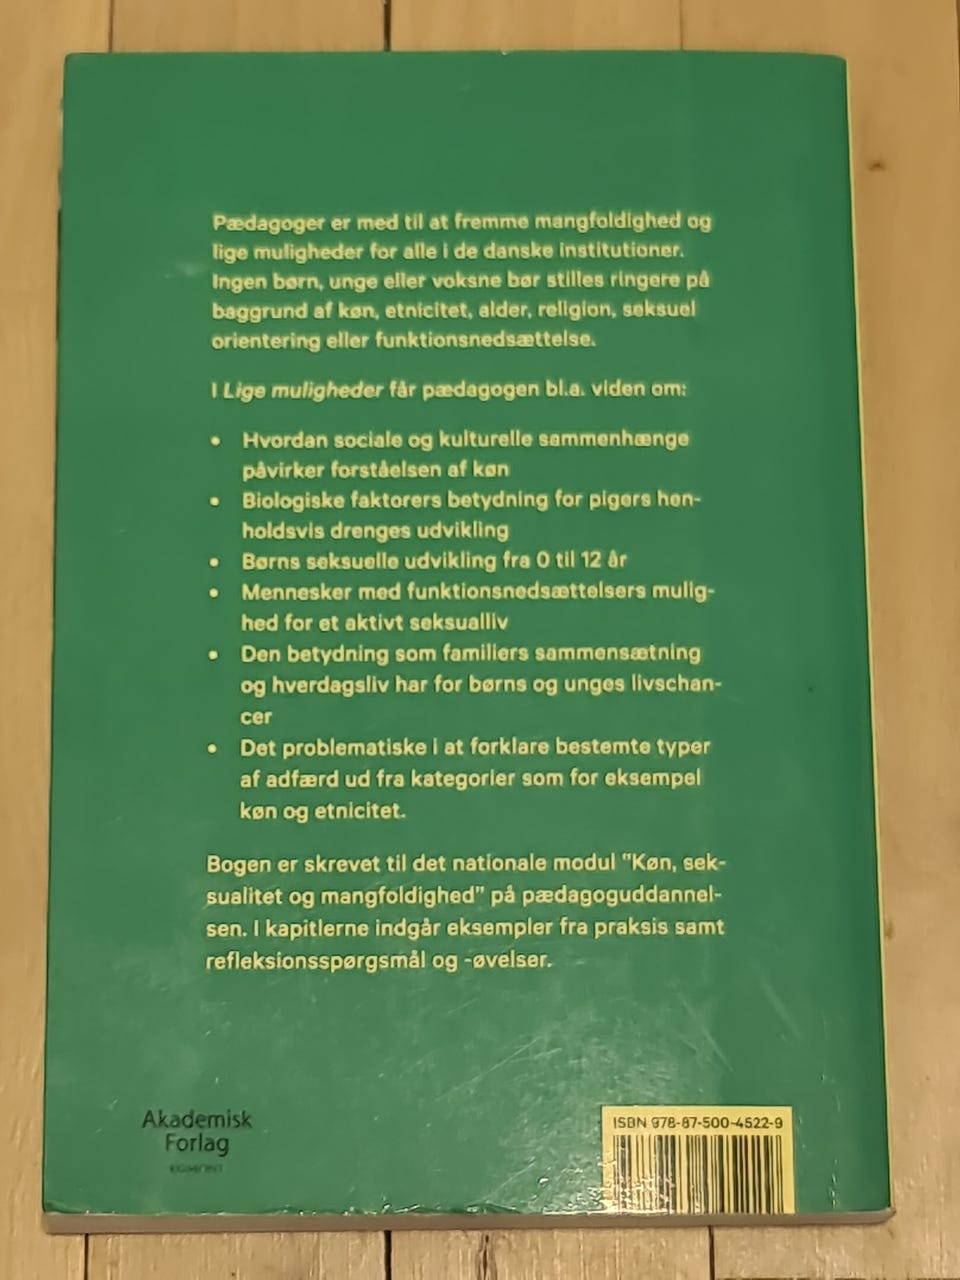 Pædagoger er med til at fremme mangfoldighed og
lige muligheder for alle i de danske institutioner.
Ingen børn, unge eller voksne bør stilles ringere på
baggrund af køn, etnicitet, alder, religion, seksuel
orientering eller funktionsnedsættelse.
I Lige muligheder får pædagogen bl.a. viden om:
• Hvordan sociale og kulturelle sammenhænge
påvirker forståelsen af køn
• Biologiske faktorers betydning for pigers hen-
holdsvis drenges udvikling
• Børns seksuelle udvikling fra 0 til 12 år
• Mennesker med funktionsnedsættelsers mulig-
hed for et aktivt seksualliv
• Den betydning som familiers sammensætning
og hverdagsliv har for børns og unges livschan-
cer
• Det problematiske i at forklare bestemte typer
af adfærd ud fra kategorier som for eksempel
køn og etnicitet.
Bogen er skrevet til det nationale modul "Køn, sek-
sualitet og mangfoldighed" på pædagoguddannel-
sen. I kapitlerne indgår eksempler fra praksis samt
refleksionsspørgsmål og -øvelser.
Akademisk
Forlag
EGMONT
ISBN 978-87-500-4522-9